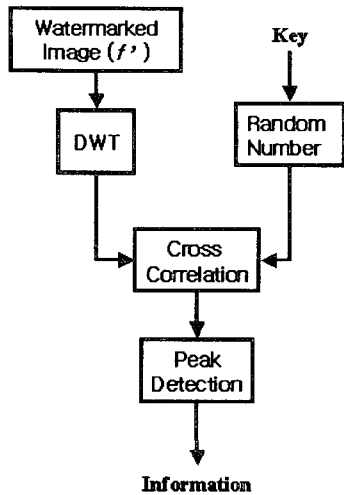 Watermarked
Image (f')
Key
DWT
Random
Number
Cross
Correlation
Peak
Detection
Information